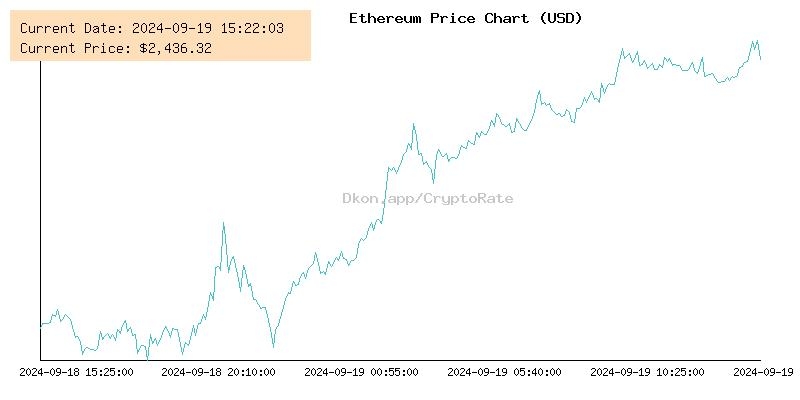 Ethereum Price Chart (USD)
Current Date: 2024-09-19 15:22:03
Current Price: $2,436.32
Dkon.app/CryptoRate
2024-09-18 15:25:00 2024-09-18 20:10:00 2024-09-19 00:55:00 2024-09-19 05:40:00 2024-09-19 10:25:00 2024-09-19